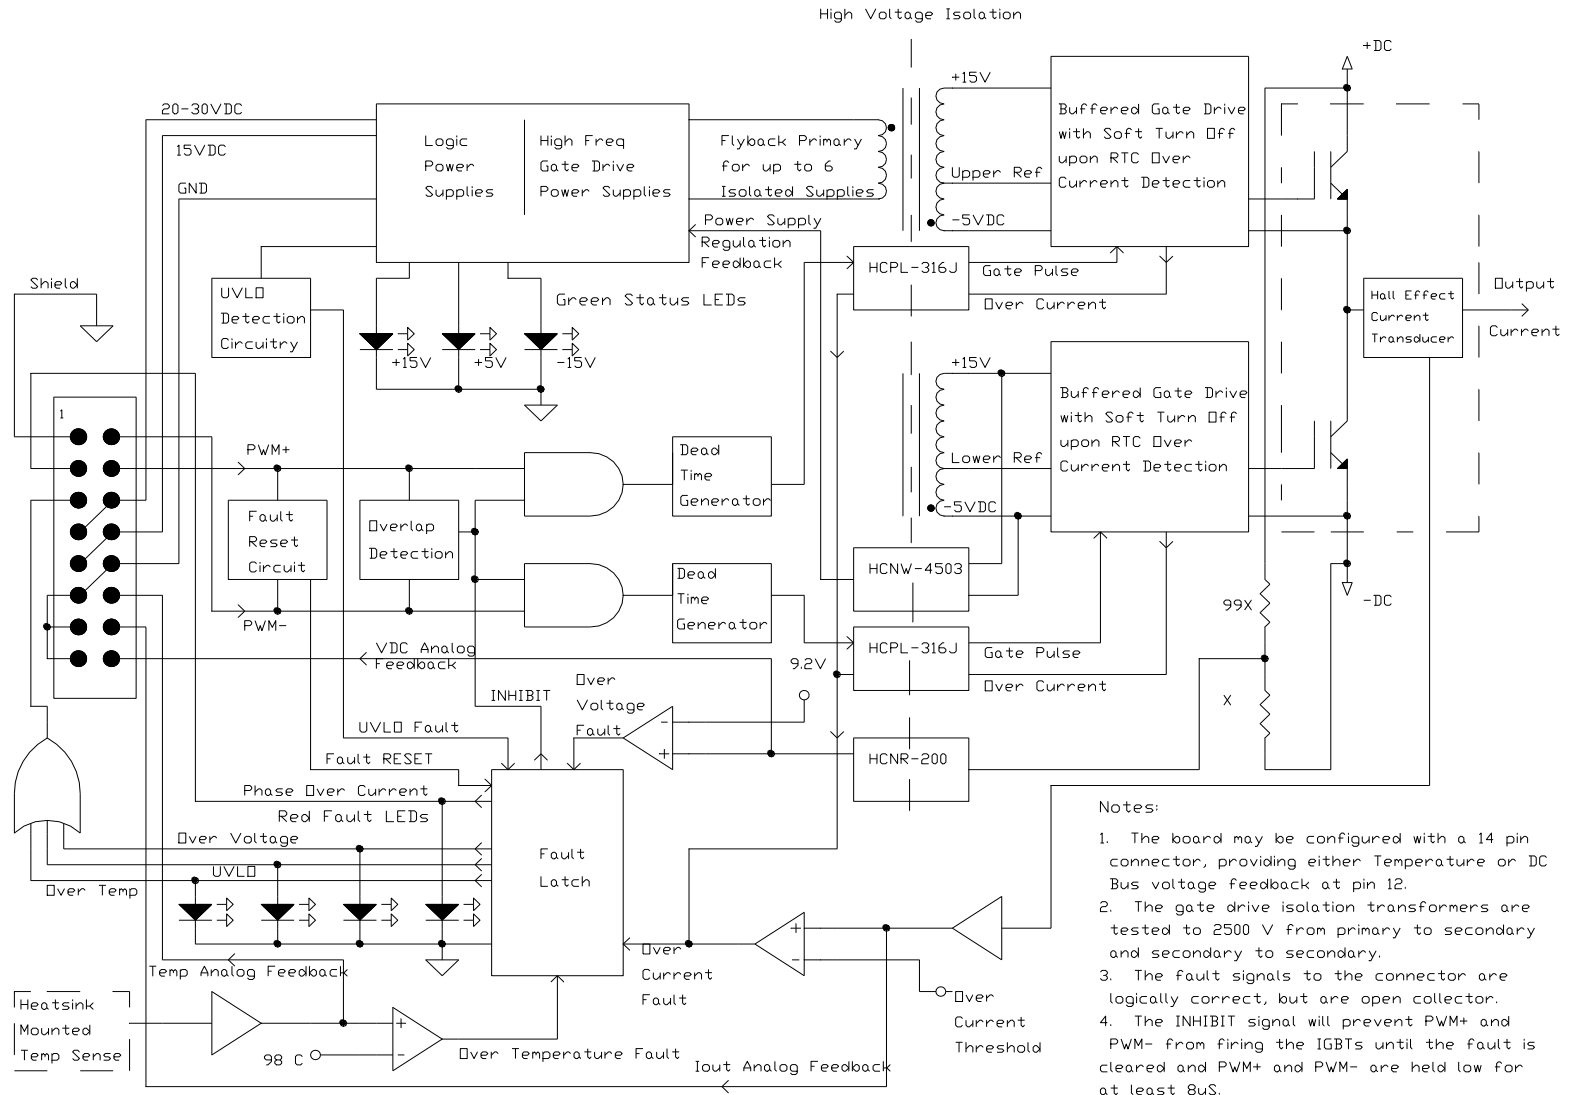 High Voltage Isolation
+DC
+15V
20-30VDC
15VDC
GND
Logic
Power
Supplies
High Freq
Gate Drive
Power Supplies
Flyback Primary
for up to 6
Isolated Supplies
Upper Ref
-5VDC
Buffered Gate Drive
with Soft Turn Off
upon RTC Over
Current Detection
Power Supply
Regulation
Feedback
HCPL-316J
Gate Pulse
Over Current
Shield
UVLO
Detection
Circuitry
Green Status LEDs
+15V
+5V
-15V
Hall Effect
Current
Transducer
Output
Current
+15V
Lower Ref
-5VDC
Buffered Gate Drive
with Soft Turn Off
upon RTC Over
Current Detection
1
PWM+
Fault
Reset
Circuit
Overlap
Detection
PWM-
Dead
Time
Generator
Dead
Time
Generator
HCNW-4503
HCPL-316J
Gate Pulse
Over Current
-DC
99X
X
VDC Analog
Feedback
9.2V
INHIBIT
Over
Voltage
Fault
-
+
UVLO Fault
Fault RESET
HCNR-200
Phase Over Current
Red Fault LEDs
Over Voltage
UVLO
Over Temp
Fault
Latch
Temp Analog Feedback
Over
Current
Fault
+
-
Over
Current
Threshold
Heatsink
Mounted
Temp Sense
98 C
+
-
Over Temperature Fault
Iout Analog Feedback
Notes:
1. The board may be configured with a 14 pin
connector, providing either Temperature or DC
Bus voltage feedback at pin 12.
2. The gate drive isolation transformers are
tested to 2500 V from primary to secondary
and secondary to secondary.
3. The fault signals to the connector are
logically correct, but are open collector.
4. The INHIBIT signal will prevent PWM+ and
PWM- from firing the IGBTs until the fault is
cleared and PWM+ and PWM- are held low for
at least 8uS.